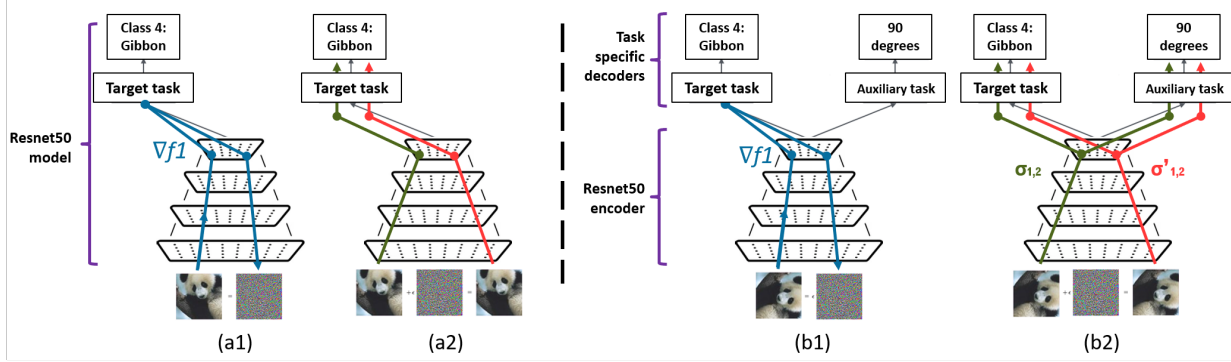 Class 4:
Gibbon
Target task
Resnet50
model
∇f1
(a1)
Class 4:
Gibbon
Target task
(a2)
Task
specific
decoders
Resnet50
encoder
Class 4:
Gibbon
Target task
90
degrees
Auxiliary task
∇f1
(b1)
Class 4:
Gibbon
Target task
90
degrees
Auxiliary task
σ1,2
σ'1,2
(b2)